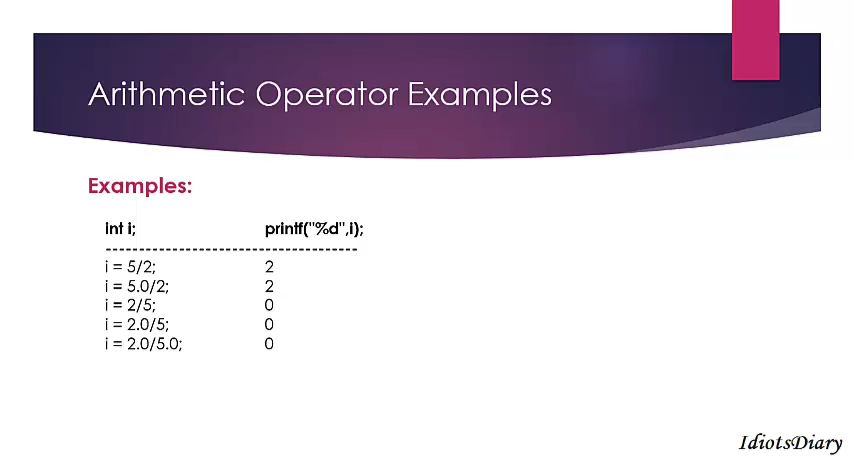 Arithmetic Operator Examples
Examples:
int i; printf("%d",i);
--------------------------------------
i = 5/2; 2
i = 5.0/2; 2
i = 2/5; 0
i = 2.0/5; 0
i = 2.0/5.0; 0
IdiotsDiary